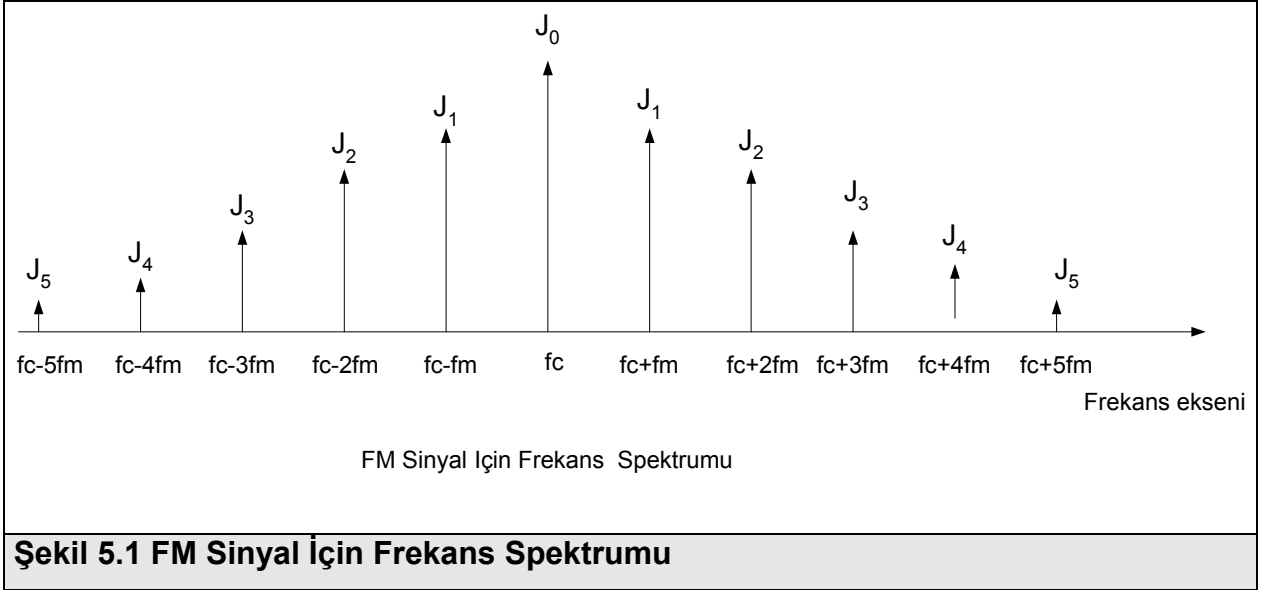 J₀
J₁ J₁
J₂ J₂
J₃ J₃
J₄ J₄
J₅ J₅
fc-5fm fc-4fm fc-3fm fc-2fm fc-fm fc fc+fm fc+2fm fc+3fm fc+4fm fc+5fm
Frekans ekseni
FM Sinyal Için Frekans Spektrumu
Şekil 5.1 FM Sinyal İçin Frekans Spektrumu